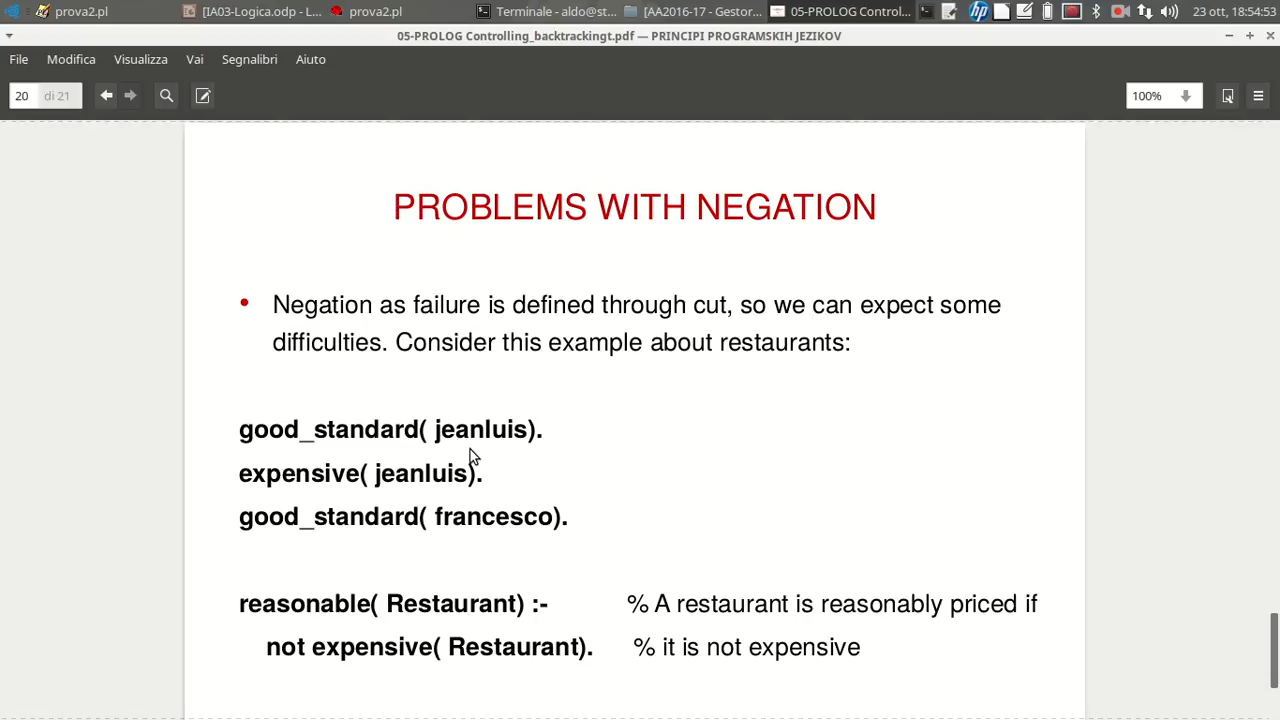 prova2.pl
[IA03-Logica.odp - L...
prova2.pl
Terminale - aldo@st...
[AA2016-17 - Gestor...
05-PROLOG Control...
hp
23 ott, 18:54:53
05-PROLOG Controlling_backtrackingt.pdf — PRINCIPI PROGRAMSKIH JEZIKOV
File Modifica Visualizza Vai Segnalibri Aiuto
20 di 21
100%
PROBLEMS WITH NEGATION
• Negation as failure is defined through cut, so we can expect some
difficulties. Consider this example about restaurants:
good_standard( jeanluis).
expensive( jeanluis).
good_standard( francesco).
reasonable( Restaurant) :- % A restaurant is reasonably priced if
not expensive( Restaurant). % it is not expensive